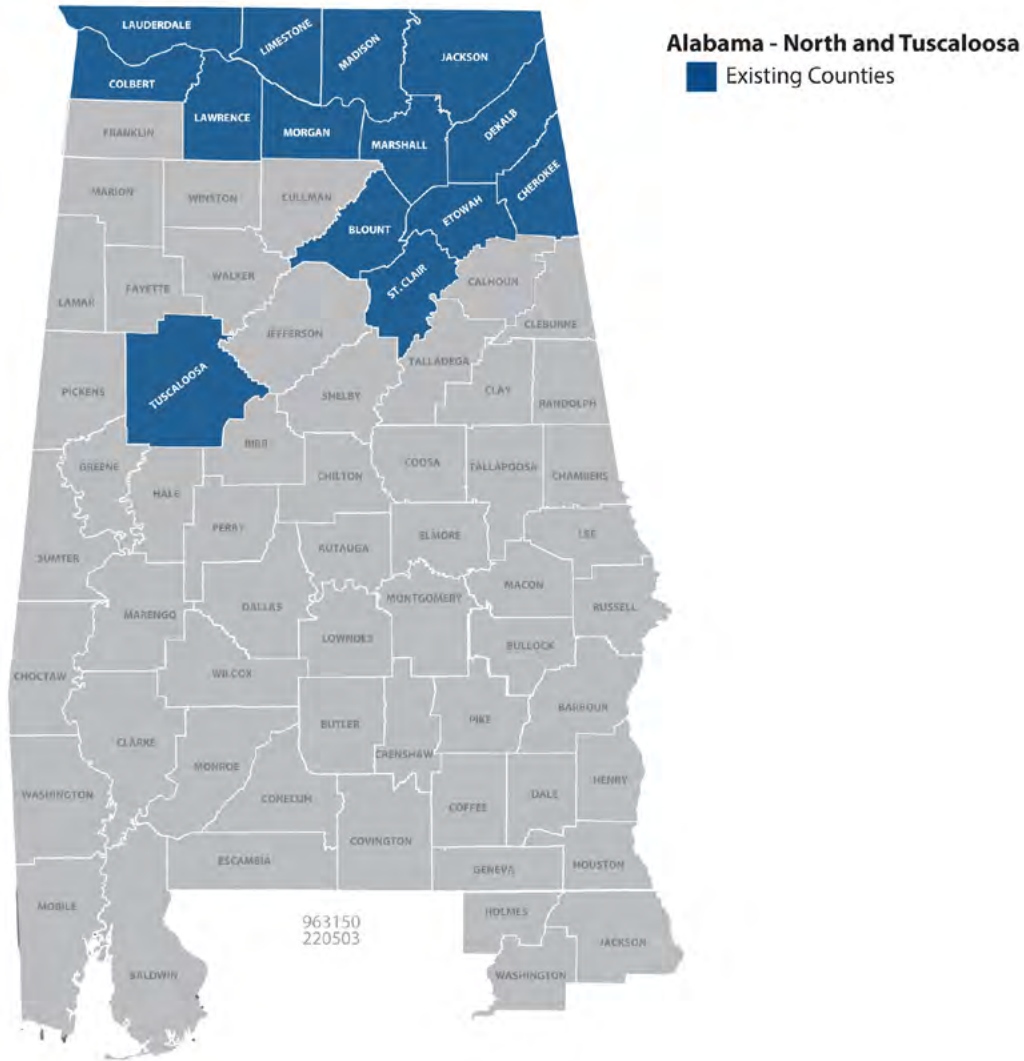 Alabama - North and Tuscaloosa
Existing Counties
LAUDERDALE
LIMESTONE
MADISON
JACKSON
COLBERT
LAWRENCE
MORGAN
MARSHALL
DEKALB
CHEROKEE
FRANKLIN
MARION
WINSTON
CULLMAN
BLOUNT
ETOWAH
ST. CLAIR
CALHOUN
CLEBURNE
LAMAR
FAYETTE
WALKER
JEFFERSON
TALLADEGA
PICKENS
TUSCALOOSA
SHELBY
CLAY
RANDOLPH
BIBB
GREENE
HALE
CHILTON
COOSA
TALLAPOOSA
CHAMBERS
PERRY
AUTAUGA
ELMORE
LEE
SUMTER
MARENGO
DALLAS
MONTGOMERY
MACON
RUSSELL
LOWNDES
BULLOCK
CHOCTAW
WILCOX
BUTLER
CRENSHAW
PIKE
BARBOUR
CLARKE
MONROE
WASHINGTON
CONECUH
COVINGTON
COFFEE
DALE
HENRY
ESCAMBIA
GENEVA
HOUSTON
MOBILE
BALDWIN
963150
220503
HOLMES
JACKSON
WASHINGTON